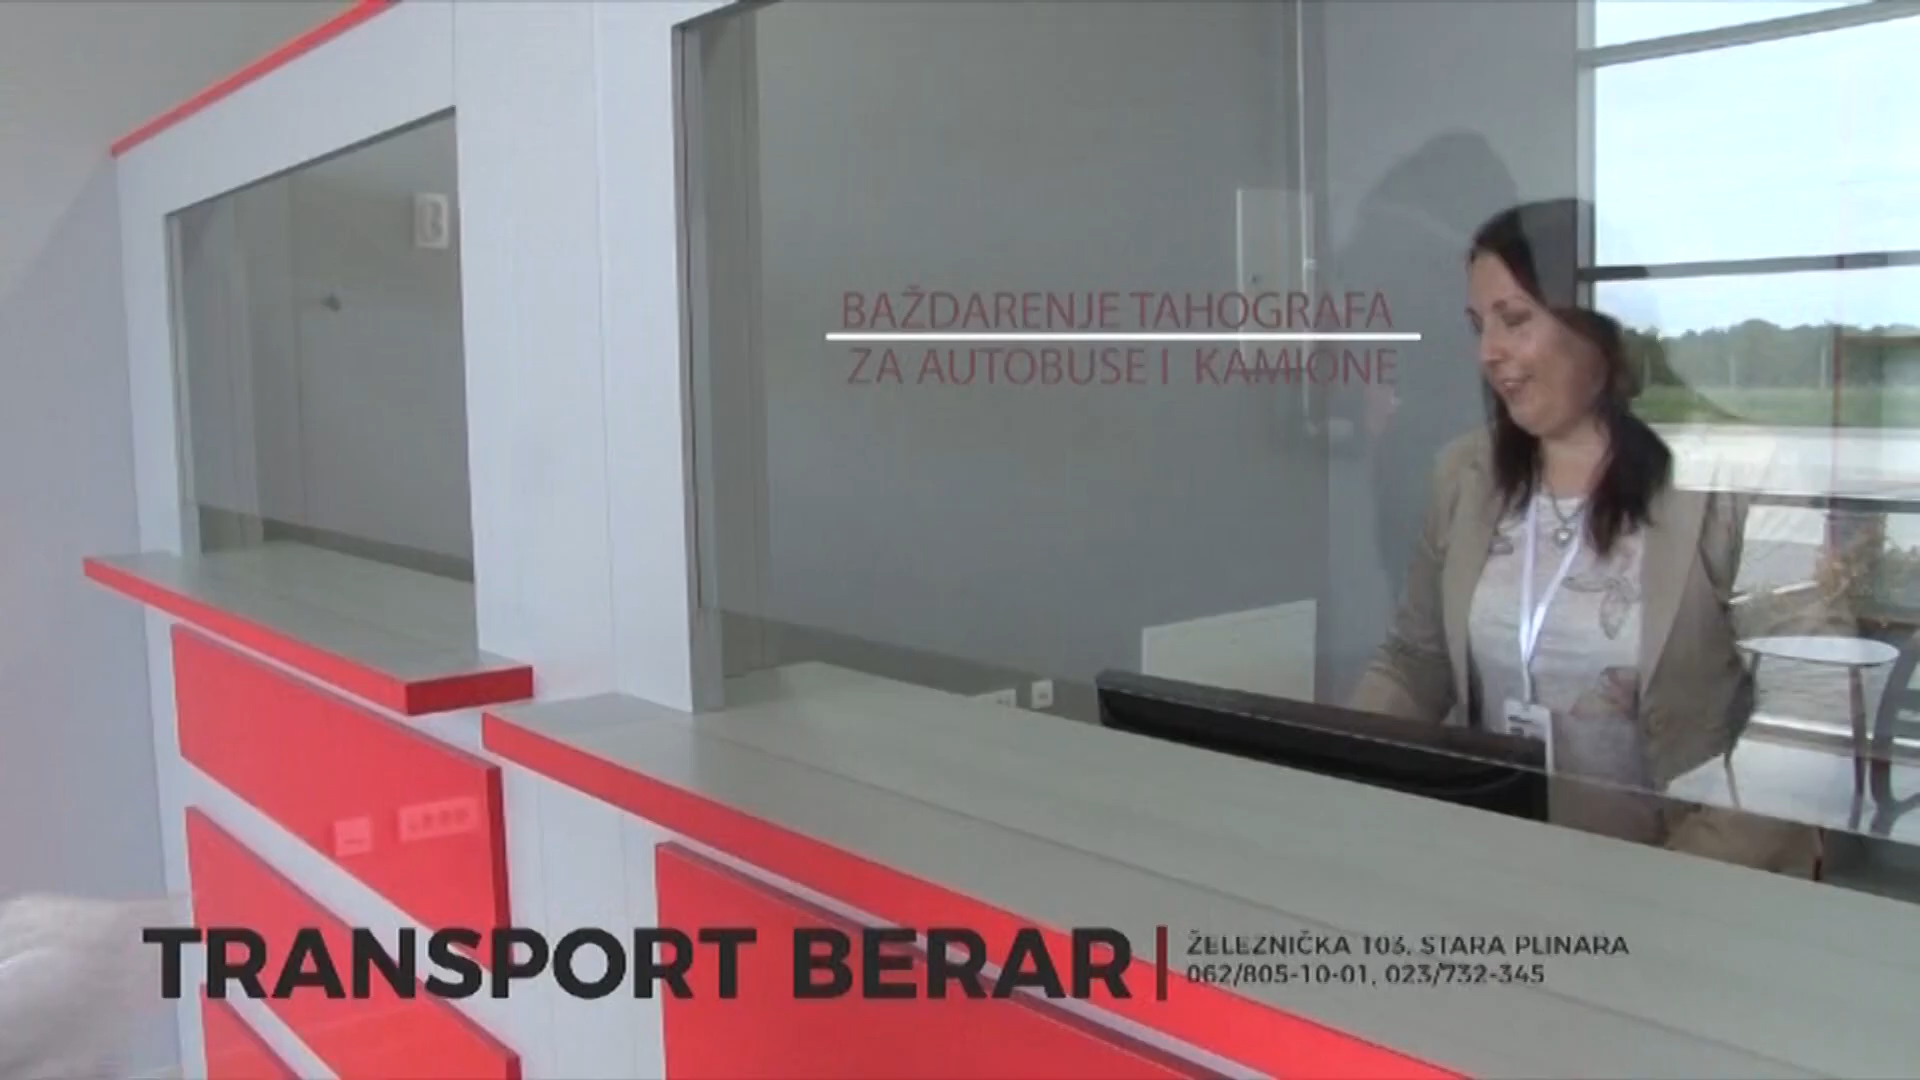 BAŽDARENJE TAHOGRAFA
ZA AUTOBUSE I KAMIONE
TRANSPORT BERAR
ŽELEZNIČKA 103, STARA PLINARA
062/805-10-01, 023/732-345